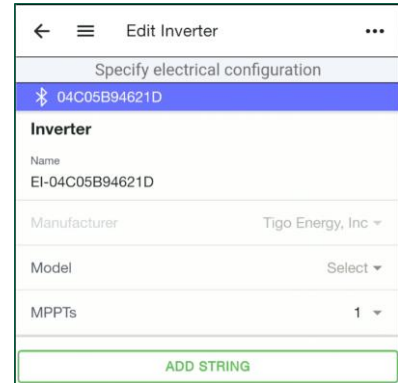 Edit Inverter
Specify electrical configuration
04C05B94621D
Inverter
Name
EI-04C05B94621D
Manufacturer Tigo Energy, Inc
Model Select
MPPTs 1
ADD STRING